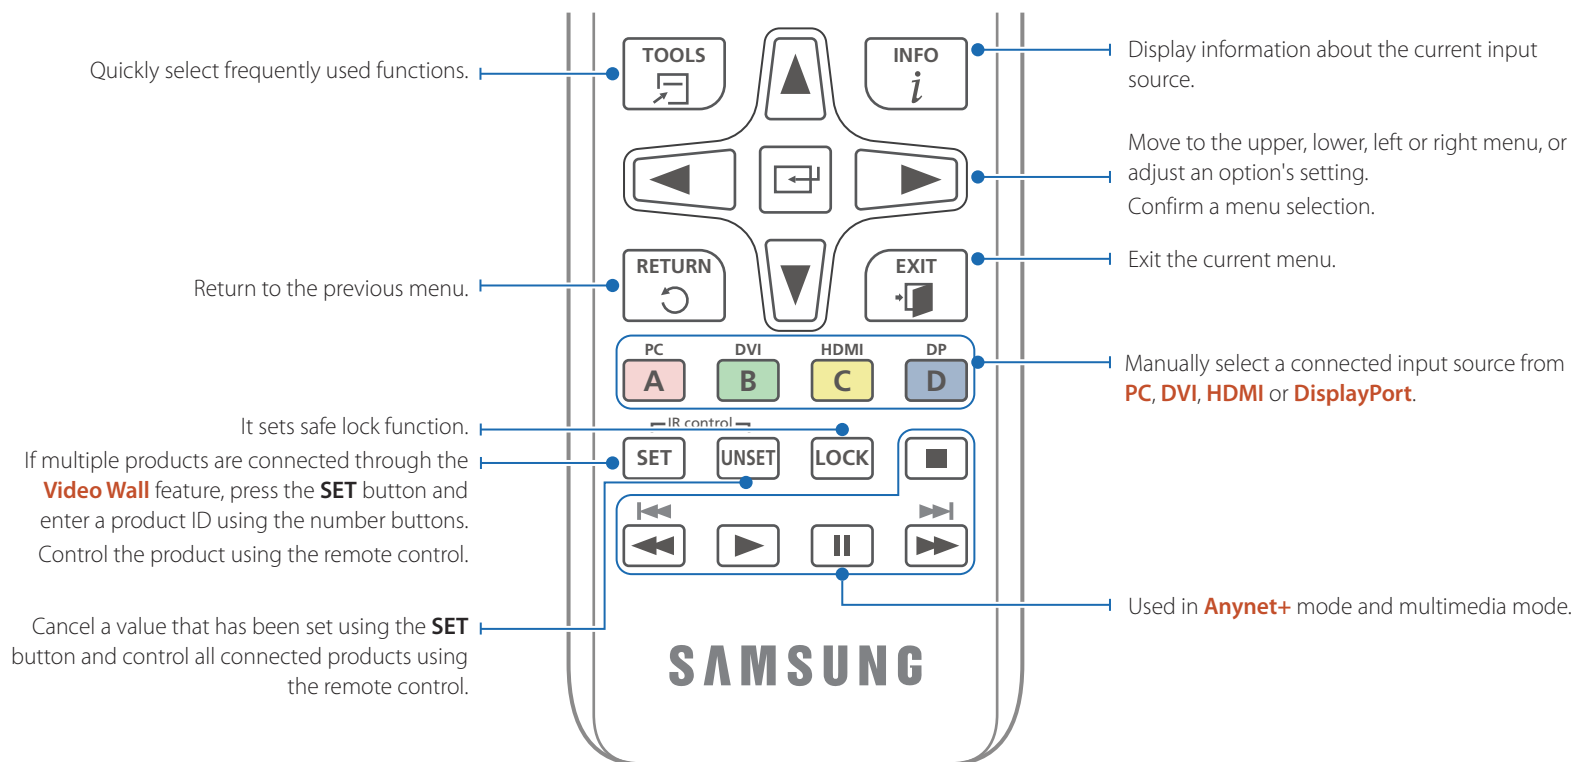 Quickly select frequently used functions.
Return to the previous menu.
It sets safe lock function.
If multiple products are connected through the
Video Wall feature, press the SET button and
enter a product ID using the number buttons.
Control the product using the remote control.
Cancel a value that has been set using the SET
button and control all connected products using
the remote control.
TOOLS
INFO
i
RETURN
EXIT
PC DVI HDMI DP
A B C D
IR control
SET UNSET LOCK
SAMSUNG
Display information about the current input
source.
Move to the upper, lower, left or right menu, or
adjust an option's setting.
Confirm a menu selection.
Exit the current menu.
Manually select a connected input source from
PC, DVI, HDMI or DisplayPort.
Used in Anynet+ mode and multimedia mode.